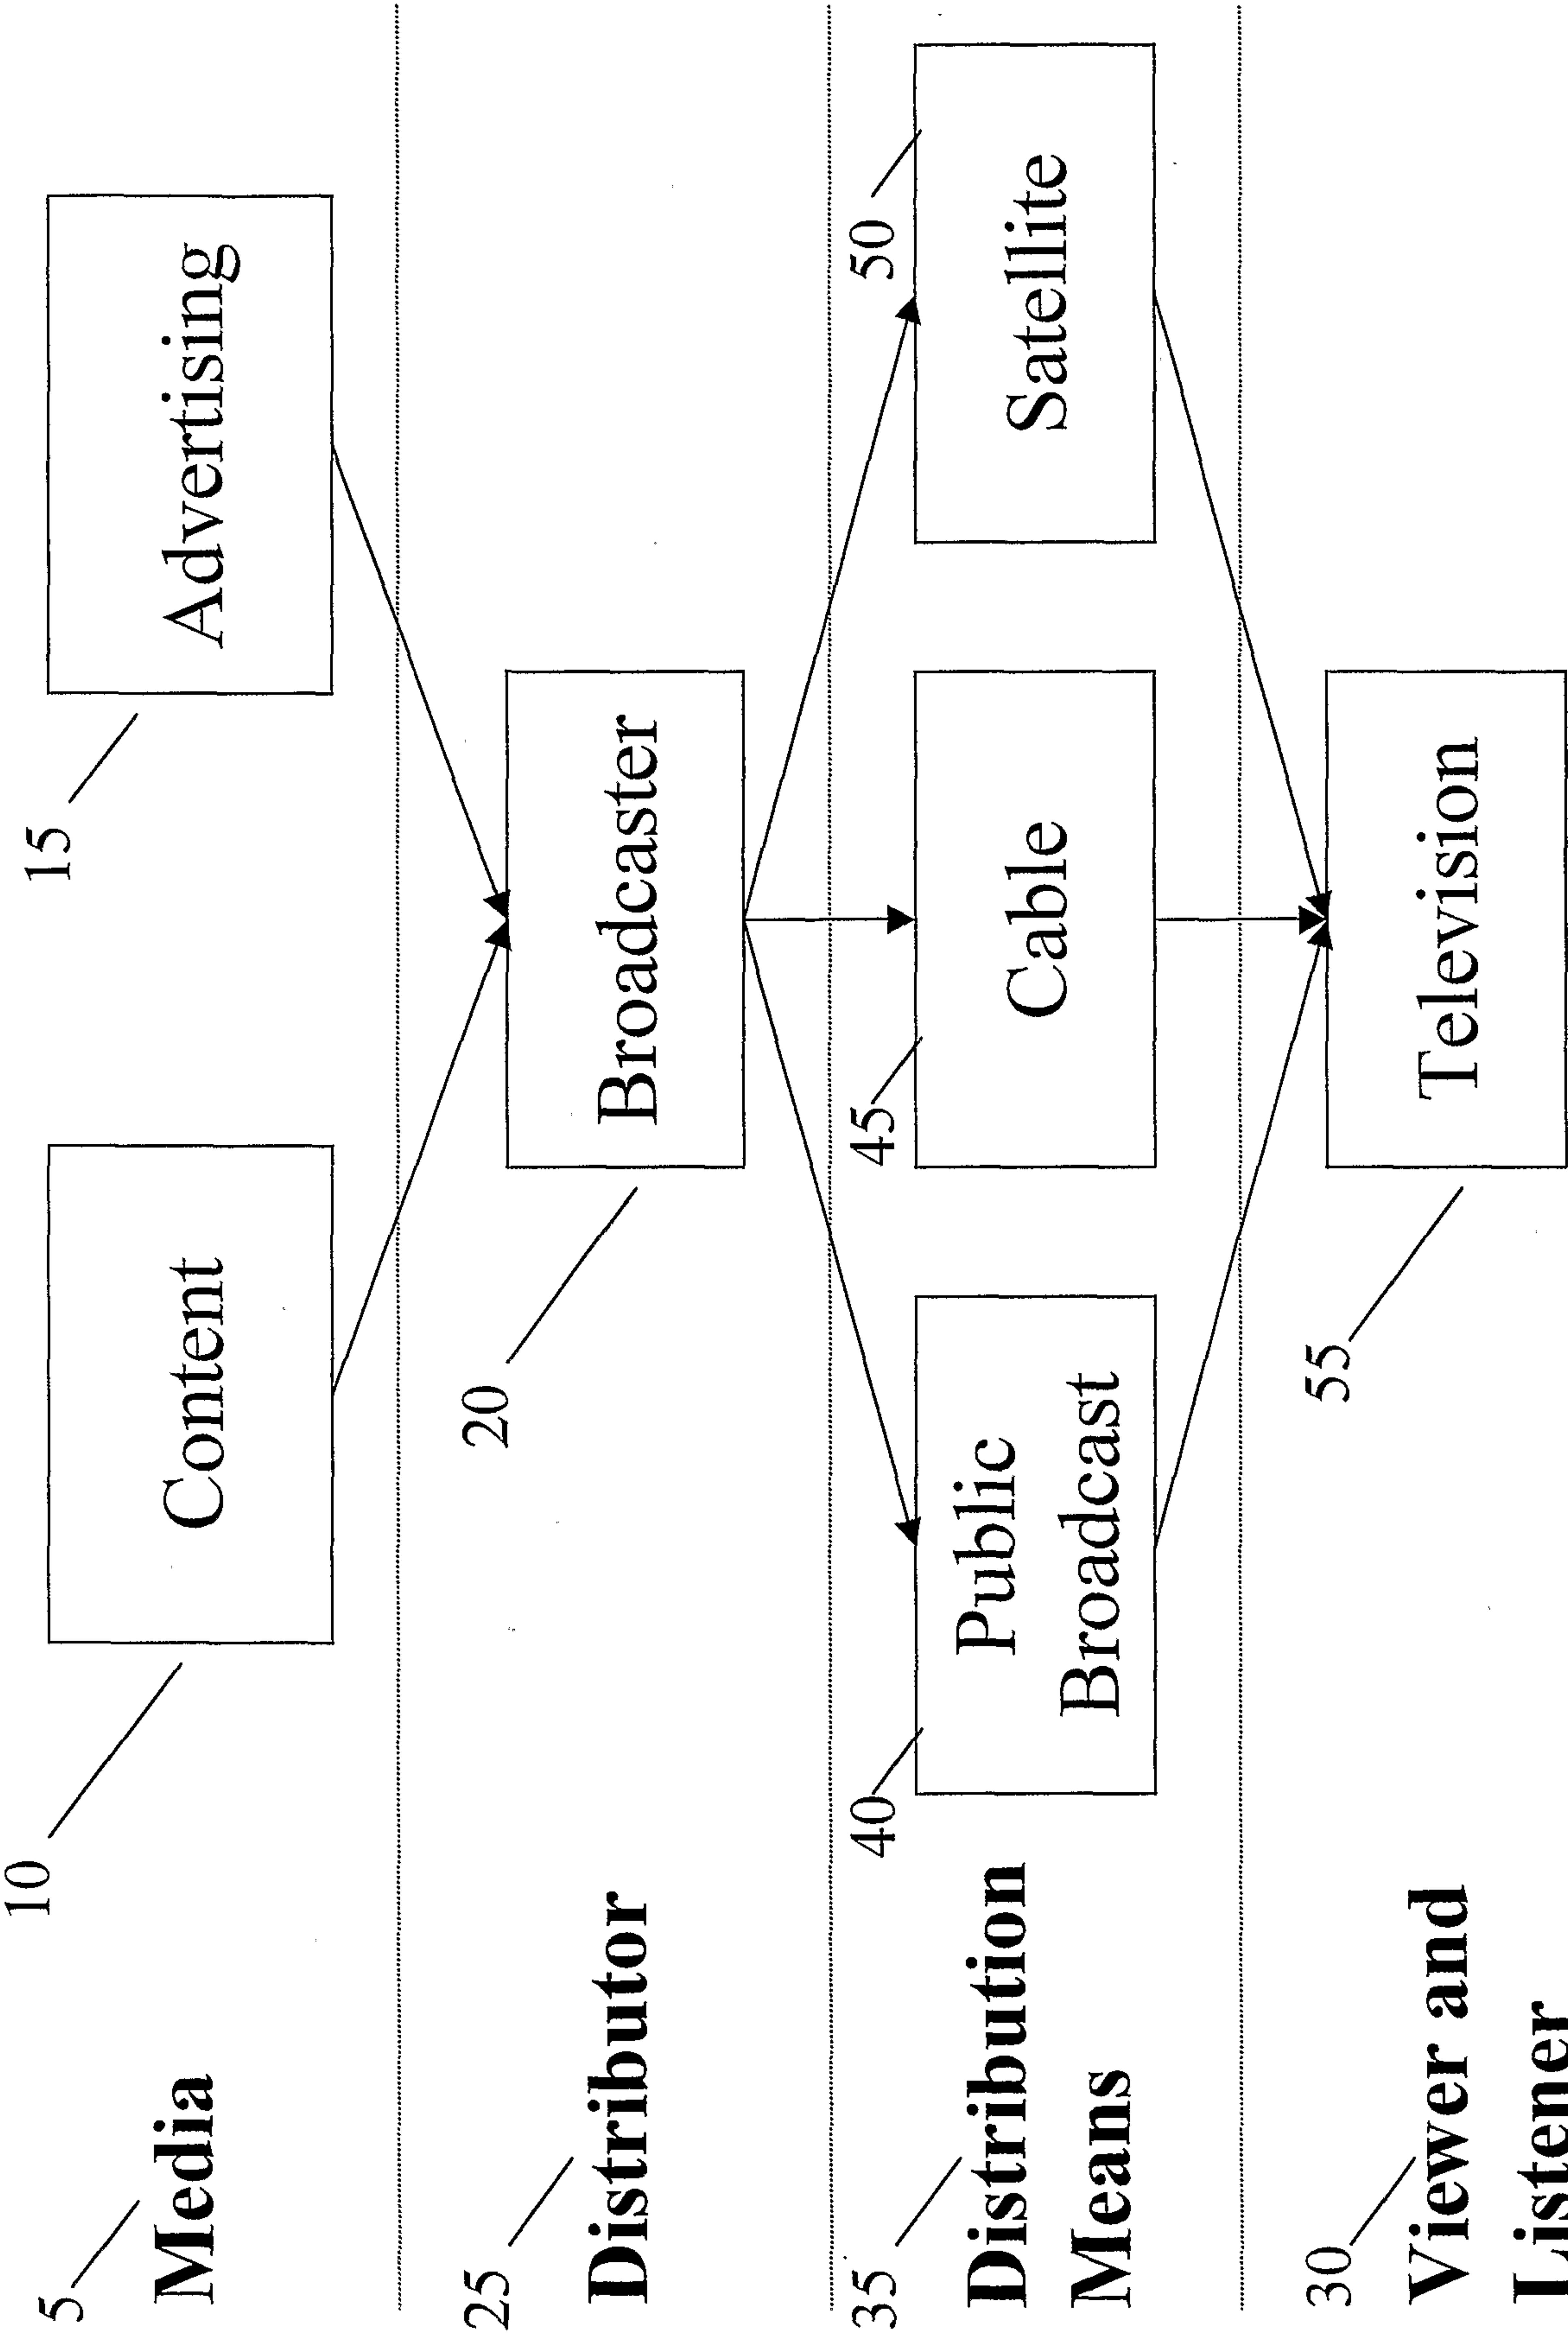 5
Media
10
Content
15
Advertising
25
Distributor
20
Broadcaster
35
Distribution
Means
40
Public
Broadcast
45
Cable
50
Satellite
30
Viewer and
Listener
55
Television